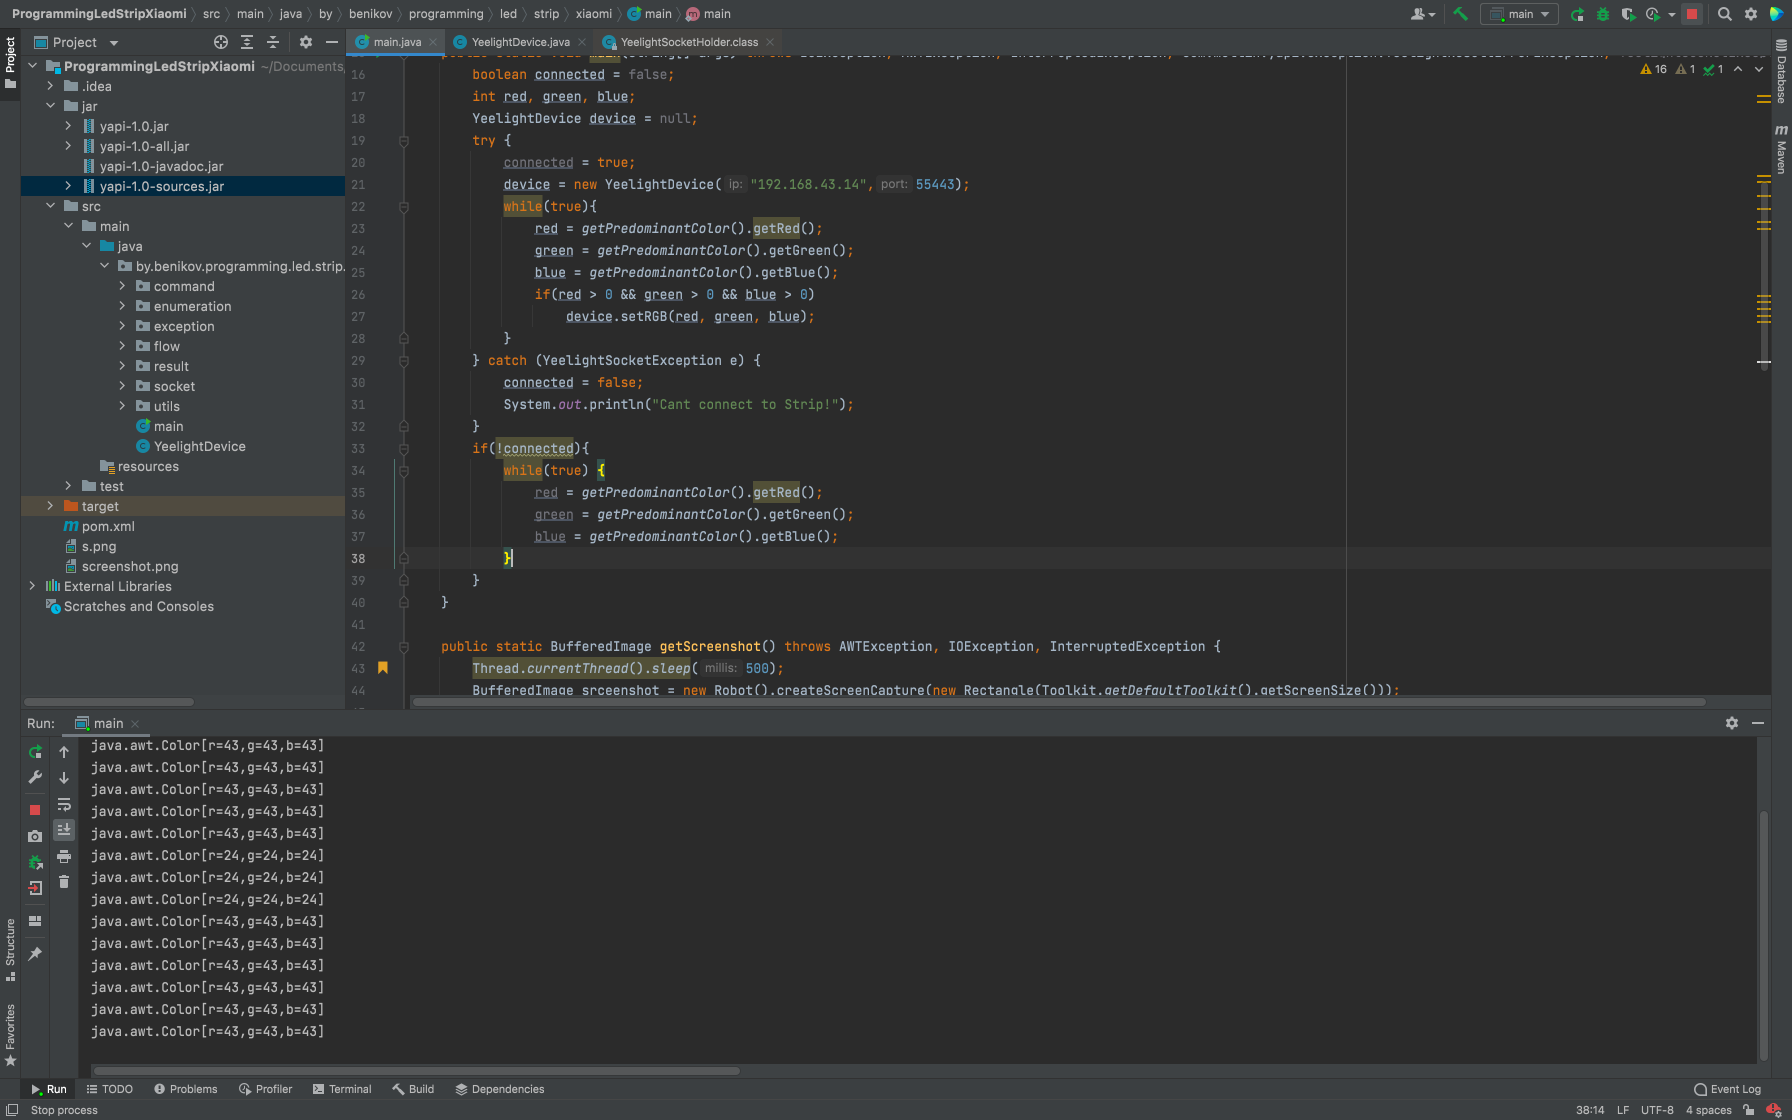 ProgrammingLedStripXiaomi src main java by benikov programming led strip xiaomi main main
main
Project
main.java YeelightDevice.java YeelightSocketHolder.class
Project
Database
Maven
Structure
Favorites
ProgrammingLedStripXiaomi ~/Documents
.idea
jar
yapi-1.0.jar
yapi-1.0-all.jar
yapi-1.0-javadoc.jar
yapi-1.0-sources.jar
src
main
java
by.benikov.programming.led.strip.
command
enumeration
exception
flow
result
socket
utils
main
YeelightDevice
resources
test
target
pom.xml
s.png
screenshot.png
External Libraries
Scratches and Consoles
16 1 1
16 boolean connected = false;
17 int red, green, blue;
18 YeelightDevice device = null;
19 try {
20 connected = true;
21 device = new YeelightDevice( ip: "192.168.43.14", port: 55443);
22 while(true){
23 red = getPredominantColor().getRed();
24 green = getPredominantColor().getGreen();
25 blue = getPredominantColor().getBlue();
26 if(red > 0 && green > 0 && blue > 0)
27 device.setRGB(red, green, blue);
28 }
29 } catch (YeelightSocketException e) {
30 connected = false;
31 System.out.println("Cant connect to Strip!");
32 }
33 if(!connected){
34 while(true) {
35 red = getPredominantColor().getRed();
36 green = getPredominantColor().getGreen();
37 blue = getPredominantColor().getBlue();
38 }
39 }
40 }
41
42 public static BufferedImage getScreenshot() throws AWTException, IOException, InterruptedException {
43 Thread.currentThread().sleep( millis: 500);
44 BufferedImage srceenshot = new Robot().createScreenCapture(new Rectangle(Toolkit.getDefaultToolkit().getScreenSize()));
Run: main
java.awt.Color[r=43,g=43,b=43]
java.awt.Color[r=43,g=43,b=43]
java.awt.Color[r=43,g=43,b=43]
java.awt.Color[r=43,g=43,b=43]
java.awt.Color[r=43,g=43,b=43]
java.awt.Color[r=24,g=24,b=24]
java.awt.Color[r=24,g=24,b=24]
java.awt.Color[r=24,g=24,b=24]
java.awt.Color[r=43,g=43,b=43]
java.awt.Color[r=43,g=43,b=43]
java.awt.Color[r=43,g=43,b=43]
java.awt.Color[r=43,g=43,b=43]
java.awt.Color[r=43,g=43,b=43]
java.awt.Color[r=43,g=43,b=43]
Run TODO Problems Profiler Terminal Build Dependencies Event Log
Stop process 38:14 LF UTF-8 4 spaces